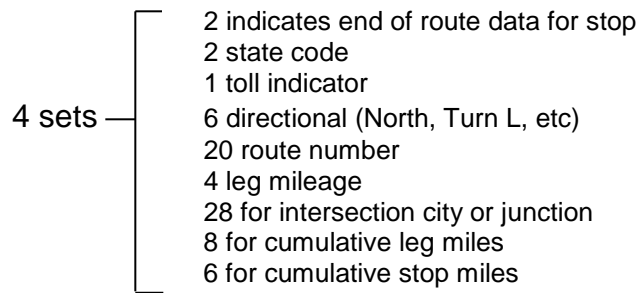 2 indicates end of route data for stop
2 state code
1 toll indicator
4 sets
6 directional (North, Turn L, etc)
20 route number
4 leg mileage
28 for intersection city or junction
8 for cumulative leg miles
6 for cumulative stop miles